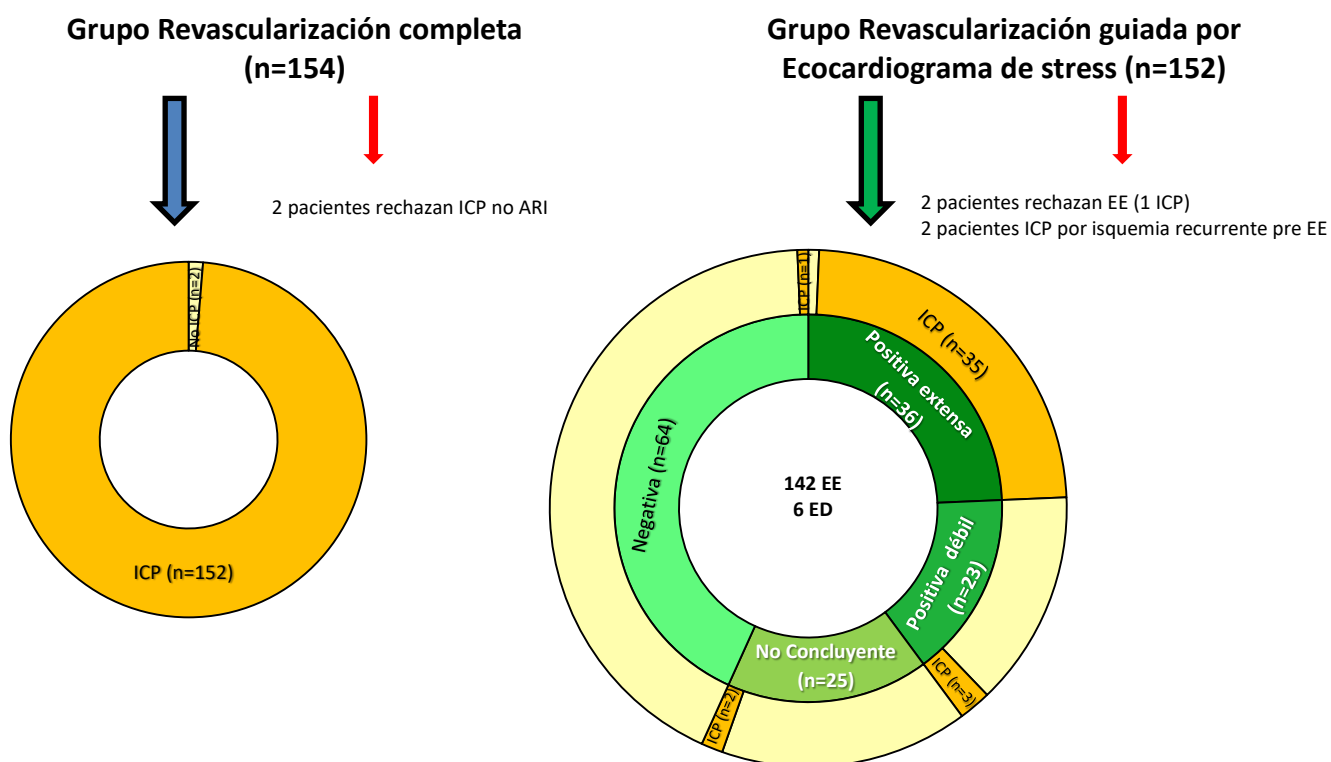 Grupo Revascularización completa
(n=154)
2 pacientes rechazan ICP no ARI
No ICP (n=2)
ICP (n=152)
Grupo Revascularización guiada por
Ecocardiograma de stress (n=152)
2 pacientes rechazan EE (1 ICP)
2 pacientes ICP por isquemia recurrente pre EE
ICP (n=1)
ICP (n=35)
Positiva extensa
(n=36)
Negativa (n=64)
142 EE
6 ED
Positiva débil
(n=23)
No Concluyente
(n=25)
ICP (n=3)
ICP (n=2)